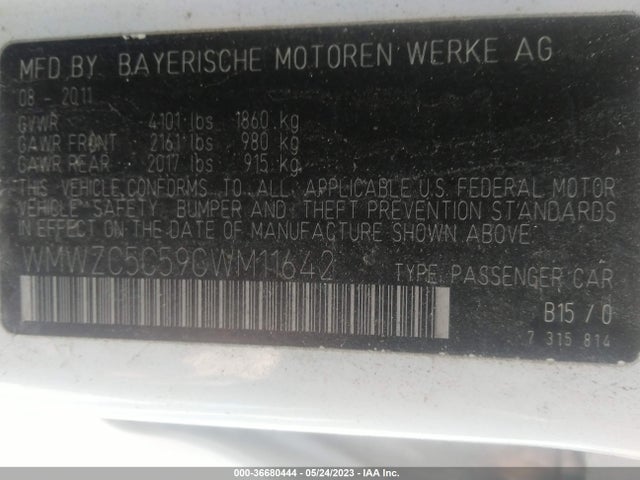 MFD BY BAYERISCHE MOTOREN WERKE AG
08 - 2011
GVWR 4101 lbs 1860 kg
GAWR FRONT 2161 lbs 980 kg
GAWR REAR 2017 lbs 915 kg
THIS VEHICLE CONFORMS TO ALL APPLICABLE U.S. FEDERAL MOTOR
VEHICLE SAFETY, BUMPER AND THEFT PREVENTION STANDARDS
IN EFFECT ON THE DATE OF MANUFACTURE SHOWN ABOVE.
WMWZC5C59CWM11642 TYPE: PASSENGER CAR
B15 / 0
7 315 814
000-36680444 - 05/24/2023 - IAA Inc.